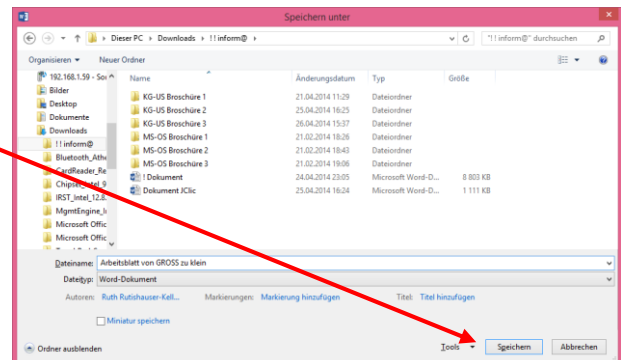 Speichern unter
Dieser PC > Downloads > !! inform@
"!! inform@" durchsuchen
Organisieren
Neuer Ordner
192.168.1.59 - Sor
Bilder
Desktop
Dokumente
Downloads
!! inform@
Bluetooth_Athe
CardReader_Re
Chipset_Intel_9
IRST_Intel_12.8.
MgmtEngine_I
Microsoft Offic
Microsoft Offic
Name Änderungsdatum Typ Größe
KG-US Broschüre 1 21.04.2014 11:29 Dateiordner
KG-US Broschüre 2 25.04.2014 16:25 Dateiordner
KG-US Broschüre 3 26.04.2014 15:37 Dateiordner
MS-OS Broschüre 1 21.02.2014 18:26 Dateiordner
MS-OS Broschüre 2 21.02.2014 18:43 Dateiordner
MS-OS Broschüre 3 21.02.2014 19:06 Dateiordner
! Dokument 24.04.2014 23:05 Microsoft Word-D... 8 803 KB
Dokument JClic 25.04.2014 16:24 Microsoft Word-D... 1 111 KB
Dateiname: Arbeitsblatt von GROSS zu klein
Dateityp: Word-Dokument
Autoren: Ruth Rutishauser-Kell... Markierungen: Markierung hinzufügen Titel: Titel hinzufügen
Miniatur speichern
Ordner ausblenden
Tools Speichern Abbrechen